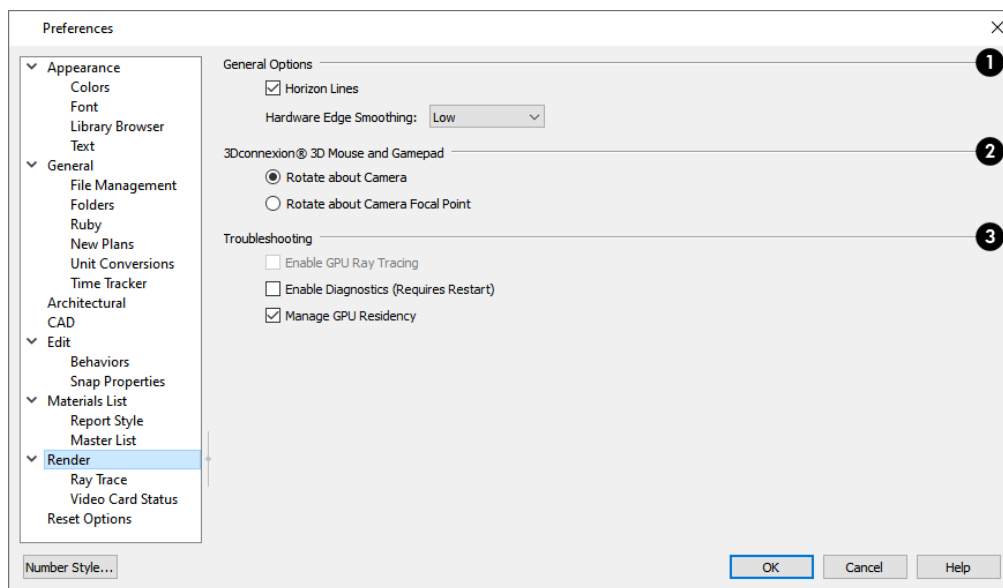 Preferences
Appearance
Colors
Font
Library Browser
Text
General
File Management
Folders
Ruby
New Plans
Unit Conversions
Time Tracker
Architectural
CAD
Edit
Behaviors
Snap Properties
Materials List
Report Style
Master List
Render
Ray Trace
Video Card Status
Reset Options
General Options 1
Horizon Lines
Hardware Edge Smoothing: Low
3Dconnexion® 3D Mouse and Gamepad 2
Rotate about Camera
Rotate about Camera Focal Point
Troubleshooting 3
Enable GPU Ray Tracing
Enable Diagnostics (Requires Restart)
Manage GPU Residency
Number Style... OK Cancel Help